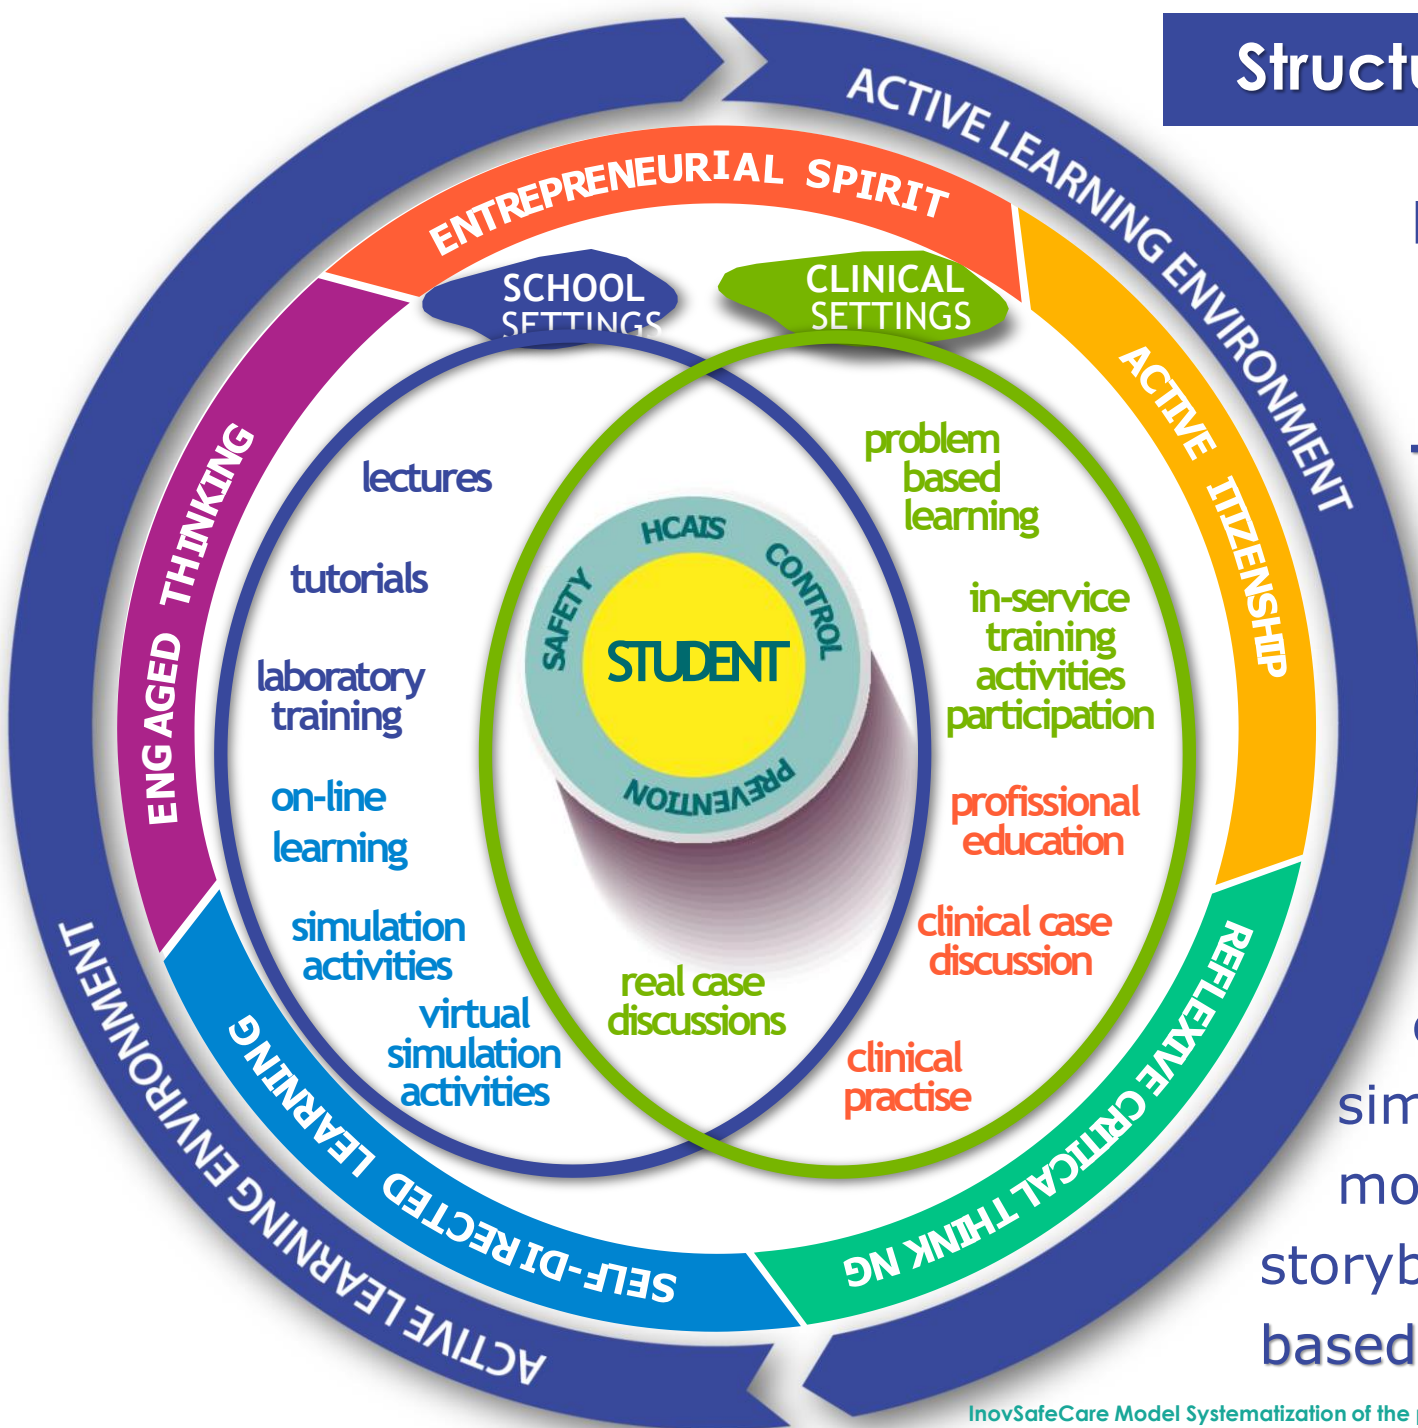 Structu
ACTIVE LEARNING ENVIRONMENT
ENTREPRENEURIAL SPIRIT
SCHOOL
SETTINGS
CLINICAL
SETTINGS
ACTIVE ITIZENSHIP
ENGAGED THINKING
lectures
tutorials
laboratory
training
on-line
learning
simulation
activities
virtual
simulation
activities
HCAIS
CONTROL
SAFETY
STUDENT
PREVENTION
real case
discussions
problem
based
learning
in-service
training
activities
participation
profissional
education
clinical case
discussion
clinical
practise
REFLEXIVE CRITICAL THINK NG
SELF-DIRECTED LEARNING
ACTIVE LEARNING ENVIRONMENT
sim
mo
storyb
based
InovSafeCare Model Systematization of the